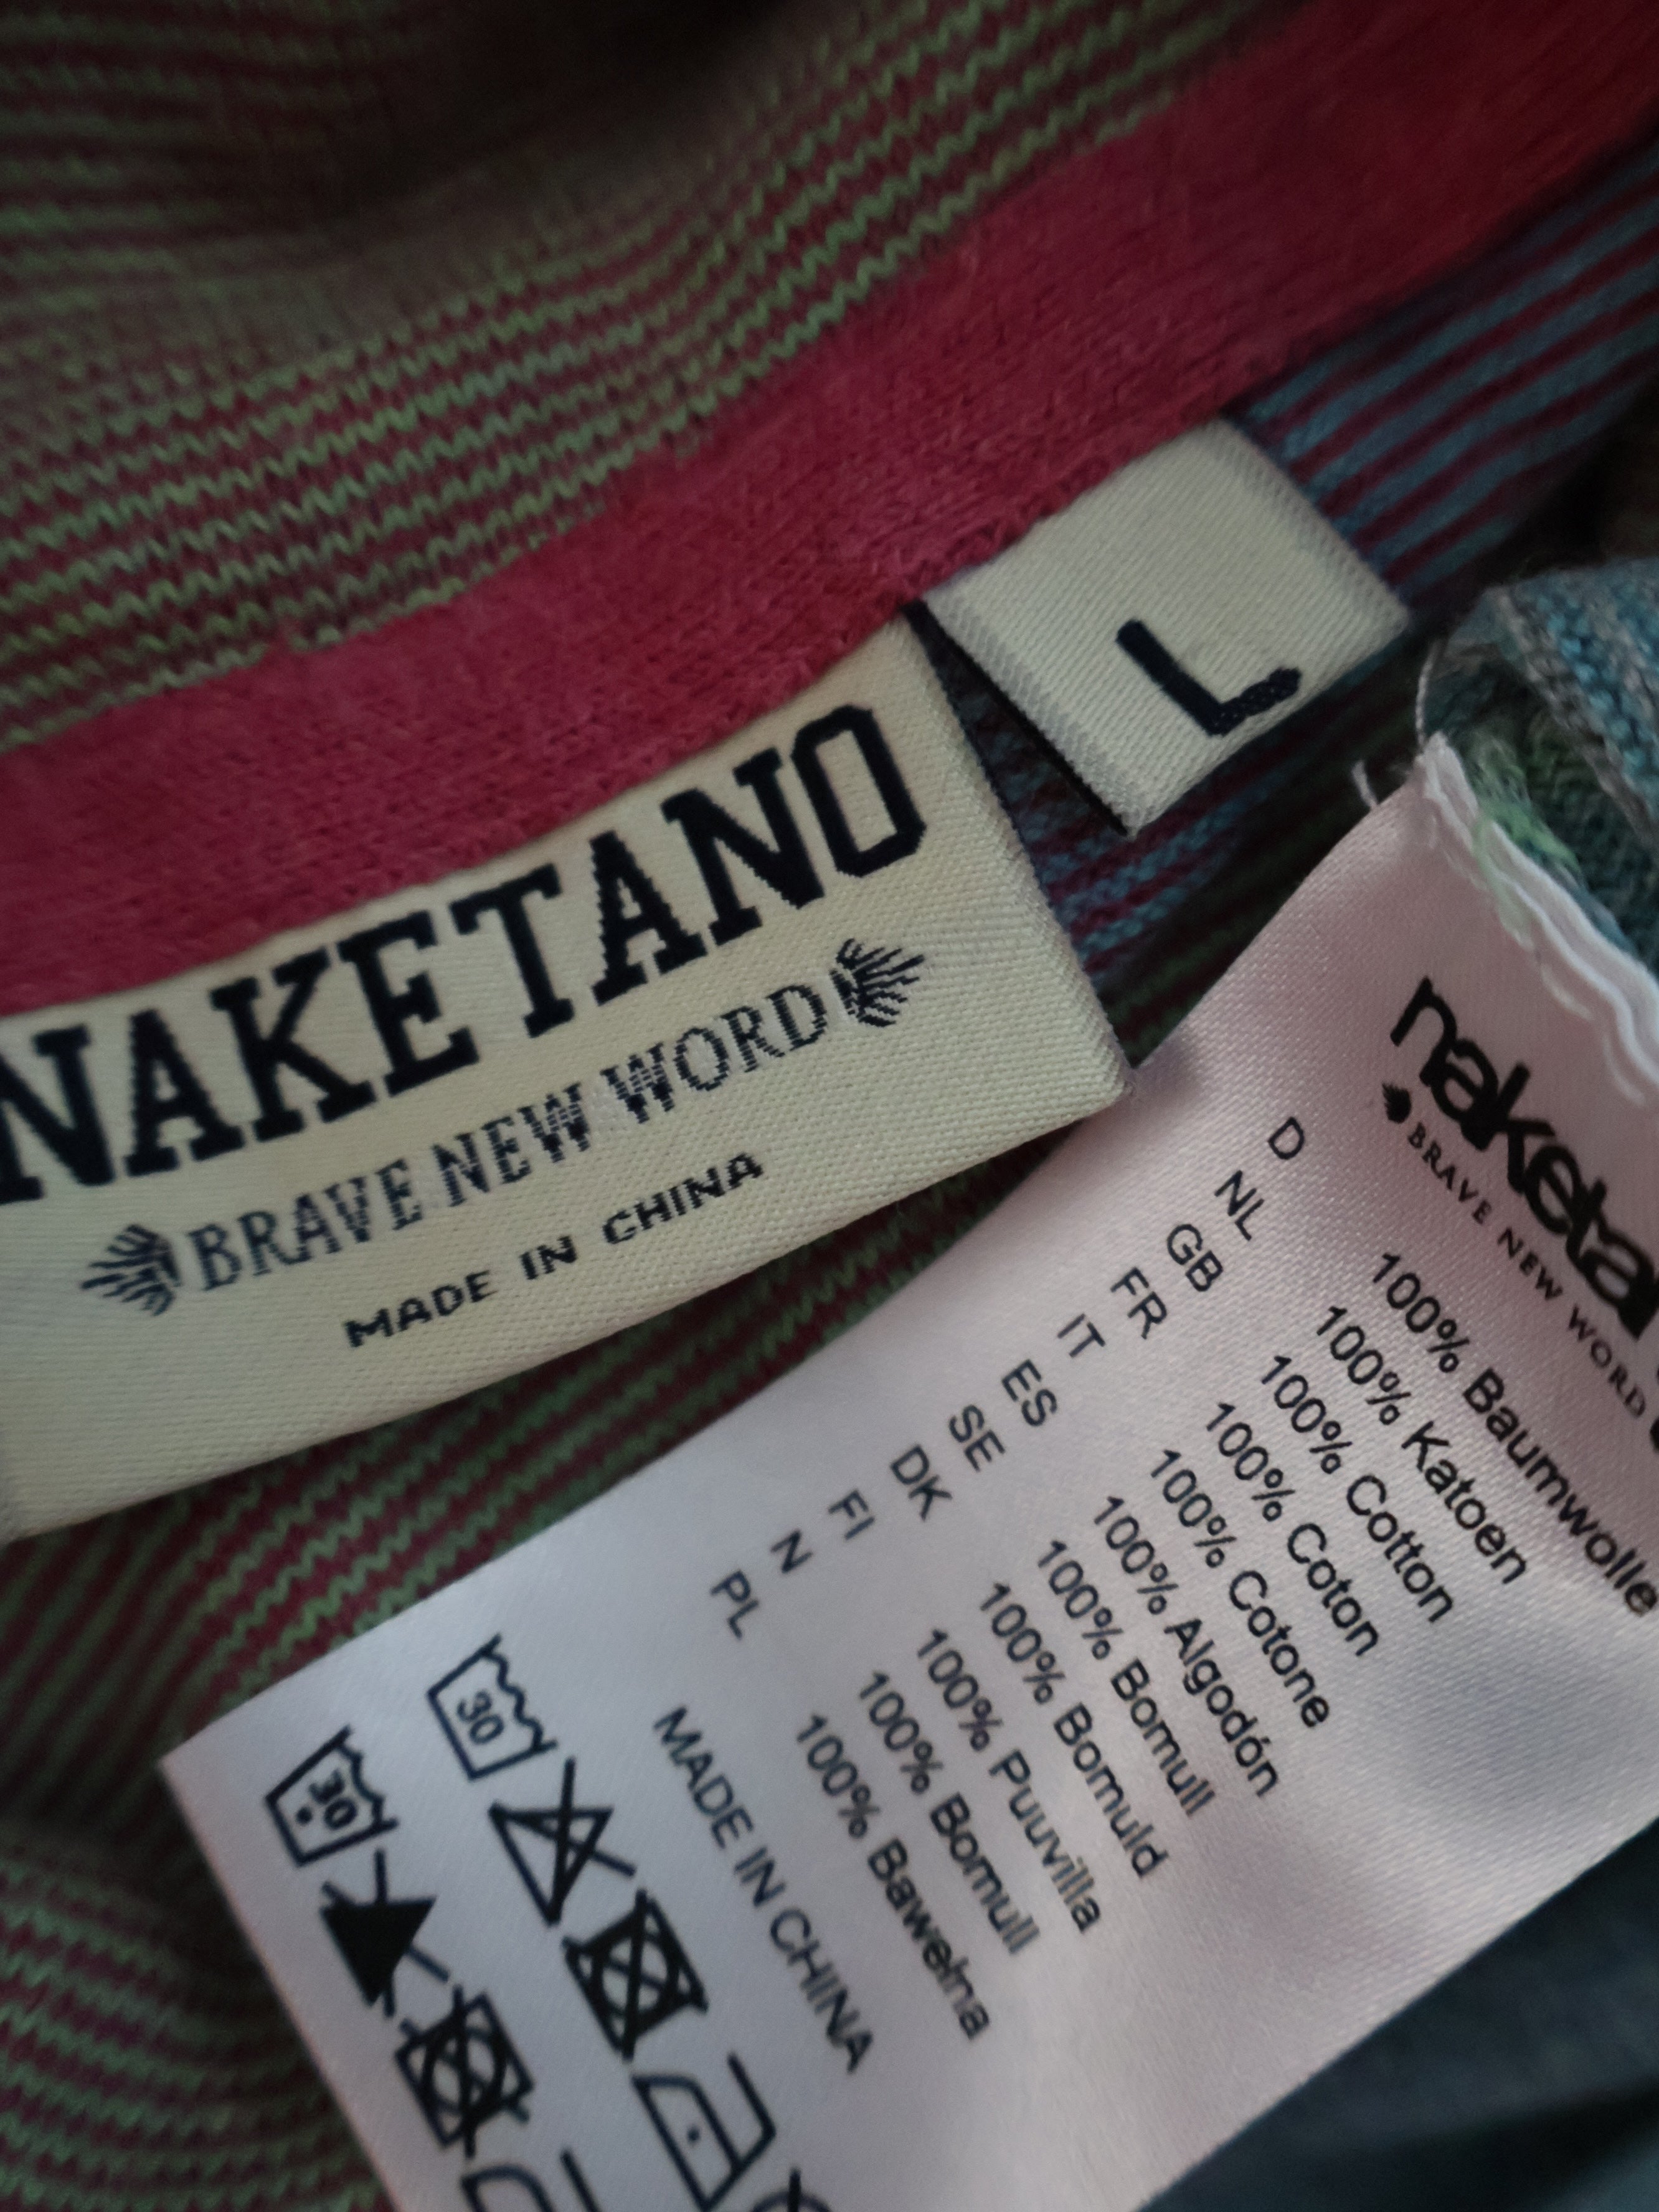 NAKETANO
BRAVE NEW WORD
MADE IN CHINA
L
naketa
BRAVE NEW WORD
D 100% Baumwolle
NL 100% Katoen
GB 100% Cotton
FR 100% Coton
IT 100% Cotone
ES 100% Algodón
SE 100% Bomull
DK 100% Bomuld
FI 100% Puuvilla
N 100% Bomull
PL 100% Bawełna
MADE IN CHINA
30
30